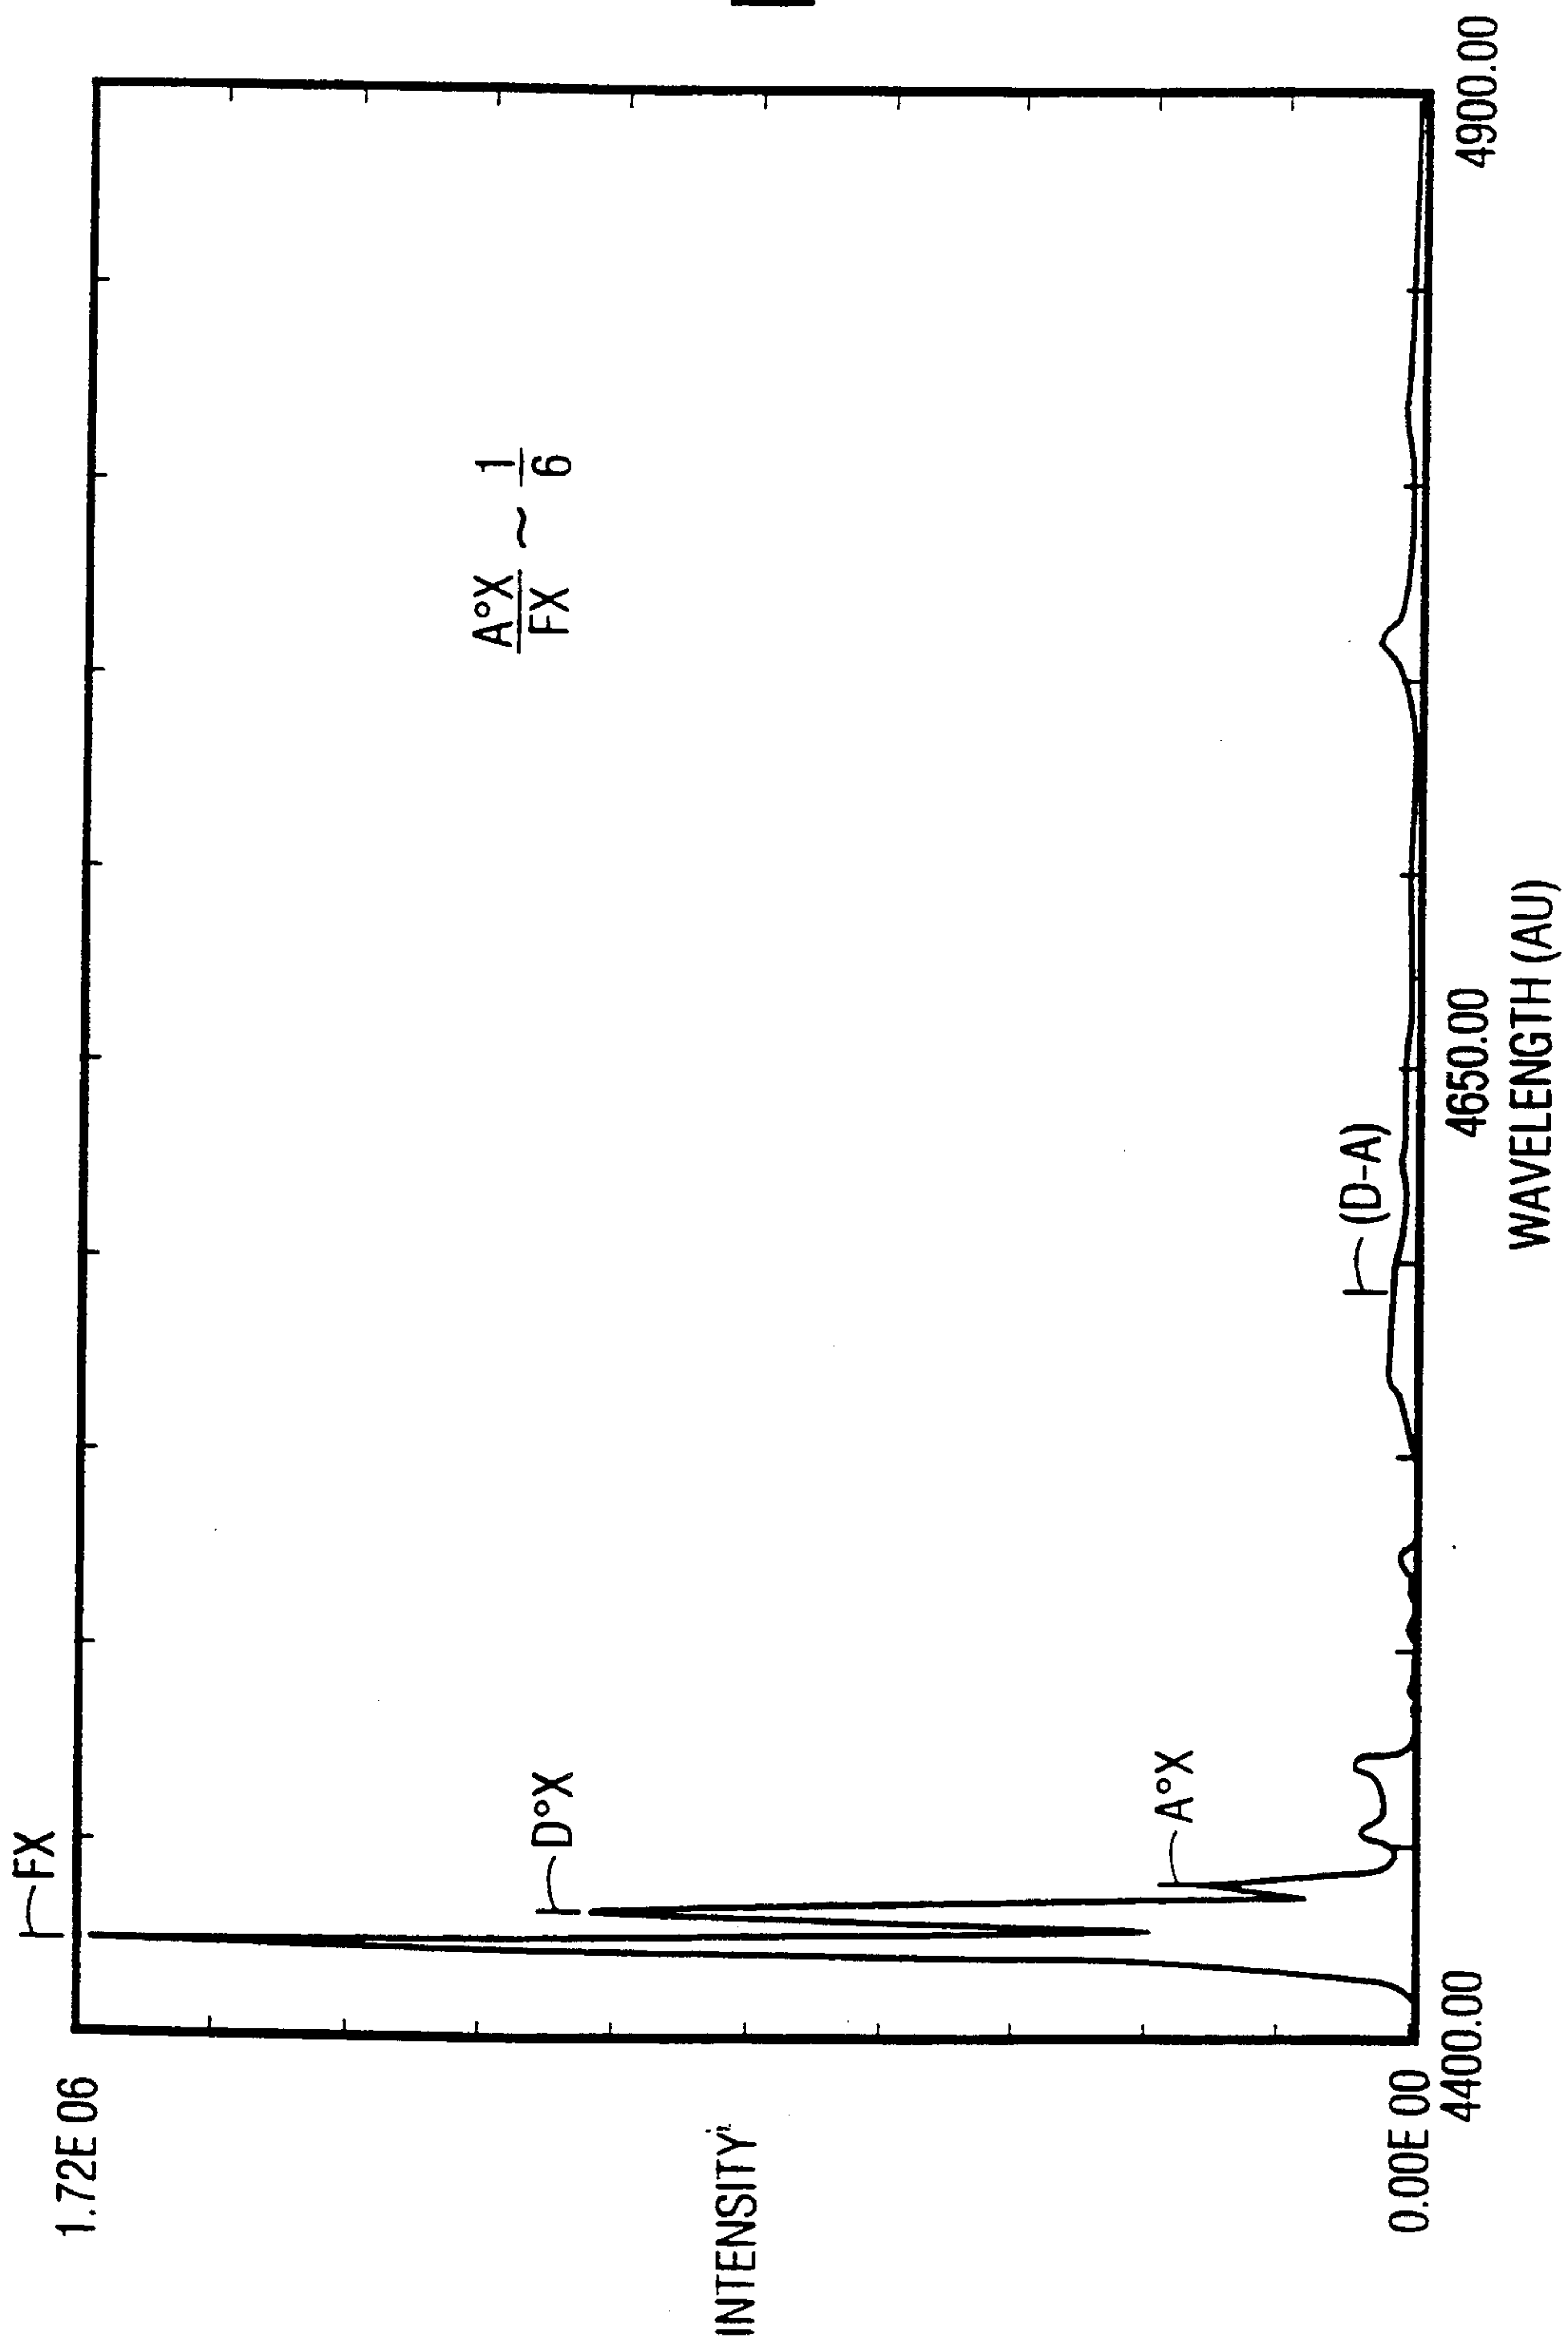 FX
D°X
A°X
A°X
FX
~
1
6
(D-A)
1.72E 06
INTENSITY
0.00E 00
4400.00
4650.00
4900.00
WAVELENGTH (AU)